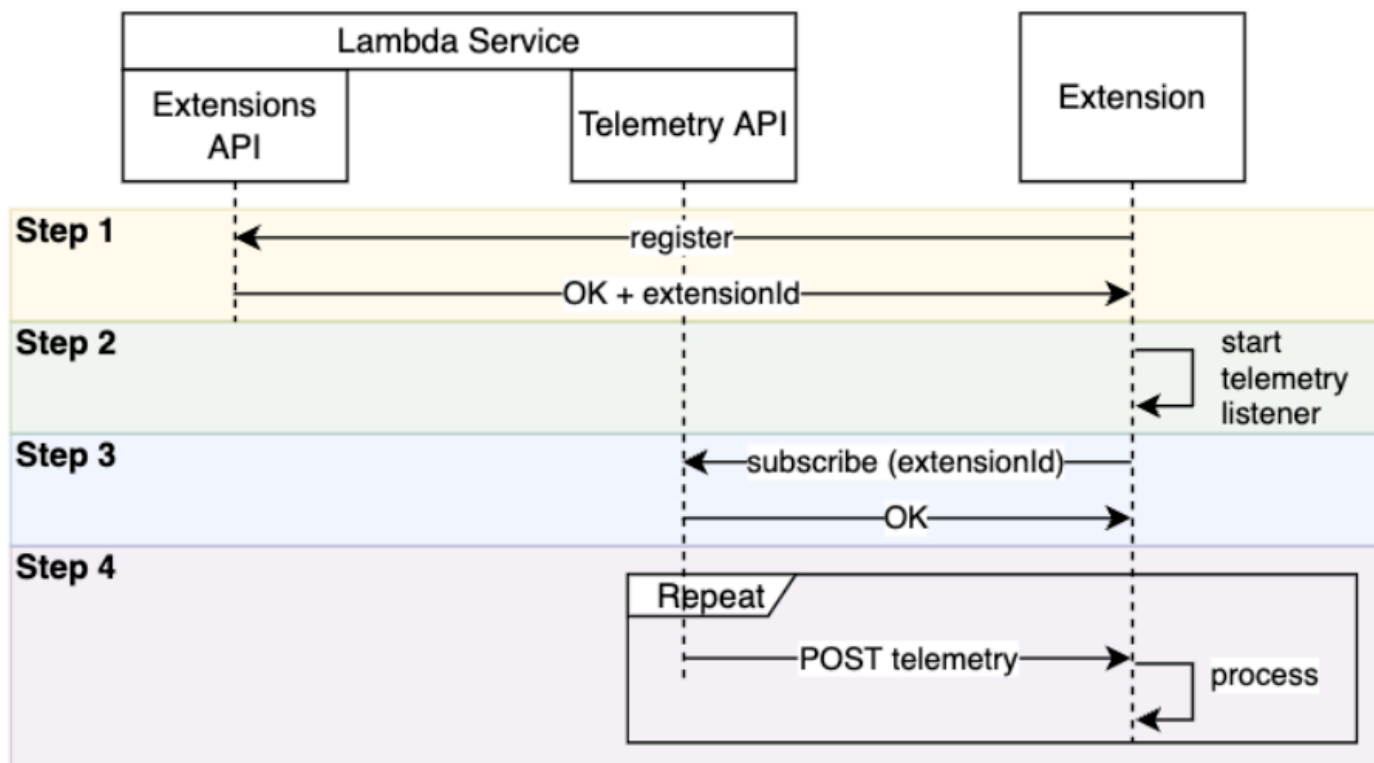 Lambda Service
Extensions
API
Telemetry API
Extension
Step 1
register
OK + extensionId
Step 2
start
telemetry
listener
Step 3
subscribe (extensionId)
OK
Step 4
Repeat
POST telemetry
process